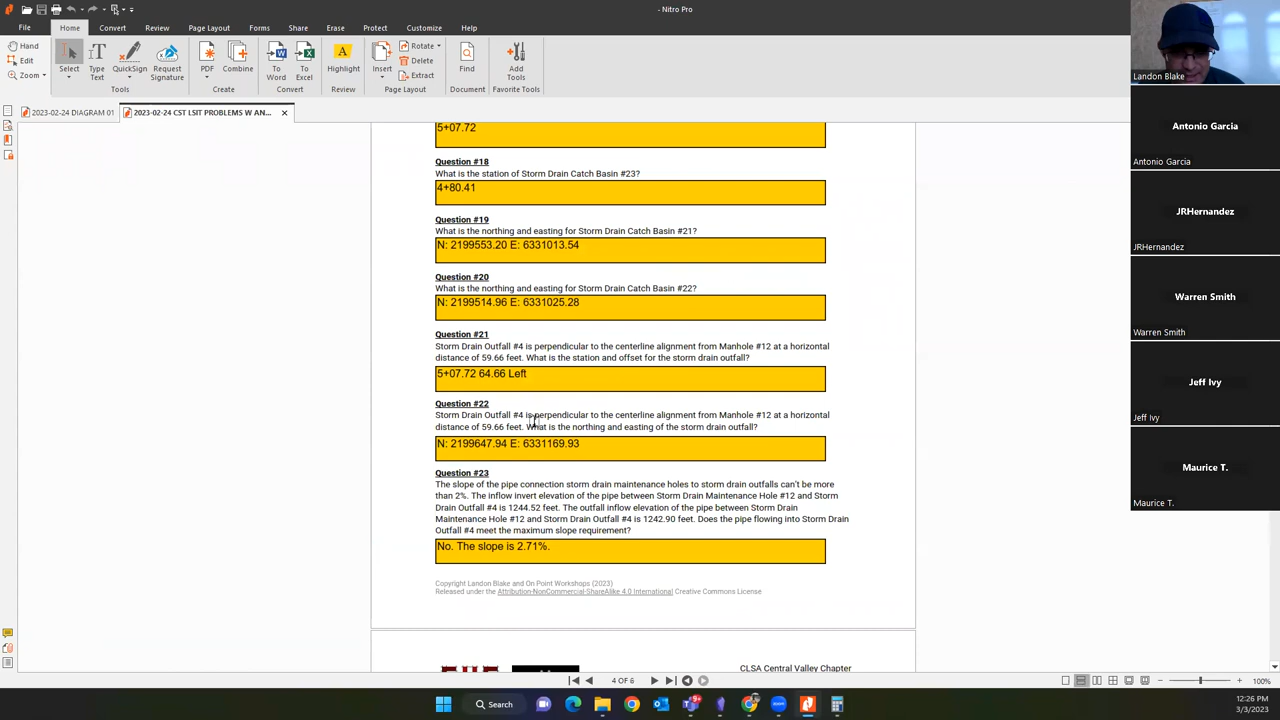 - Nitro Pro
File
Home
Convert
Review
Page Layout
Forms
Share
Erase
Protect
Customize
Help
Hand
Edit
Zoom
Select
Type Text
QuickSign
Request Signature
PDF
Combine
To Word
To Excel
Highlight
Insert
Rotate
Delete
Extract
Find
Add Tools
Tools
Create
Convert
Review
Page Layout
Document
Favorite Tools
2023-02-24 DIAGRAM 01
2023-02-24 CST LSIT PROBLEMS W AN...
5+07.72
Question #18
What is the station of Storm Drain Catch Basin #23?
4+80.41
Question #19
What is the northing and easting for Storm Drain Catch Basin #21?
N: 2199553.20 E: 6331013.54
Question #20
What is the northing and easting for Storm Drain Catch Basin #22?
N: 2199514.96 E: 6331025.28
Question #21
Storm Drain Outfall #4 is perpendicular to the centerline alignment from Manhole #12 at a horizontal
distance of 59.66 feet. What is the station and offset for the storm drain outfall?
5+07.72 64.66 Left
Question #22
Storm Drain Outfall #4 is perpendicular to the centerline alignment from Manhole #12 at a horizontal
distance of 59.66 feet. What is the northing and easting of the storm drain outfall?
N: 2199647.94 E: 6331169.93
Question #23
The slope of the pipe connection storm drain maintenance holes to storm drain outfalls can't be more
than 2%. The inflow invert elevation of the pipe between Storm Drain Maintenance Hole #12 and Storm
Drain Outfall #4 is 1244.52 feet. The outfall inflow elevation of the pipe between Storm Drain
Maintenance Hole #12 and Storm Drain Outfall #4 is 1242.90 feet. Does the pipe flowing into Storm Drain
Outfall #4 meet the maximum slope requirement?
No. The slope is 2.71%.
Copyright Landon Blake and On Point Workshops (2023)
Released under the Attribution-NonCommercial-ShareAlike 4.0 International Creative Commons License
CLSA Central Valley Chapter
4 OF 6
100%
Landon Blake
Antonio Garcia
Antonio Garcia
JRHernandez
JRHernandez
Warren Smith
Warren Smith
Jeff Ivy
Jeff Ivy
Maurice T.
Maurice T.
Search
12:26 PM
3/3/2023